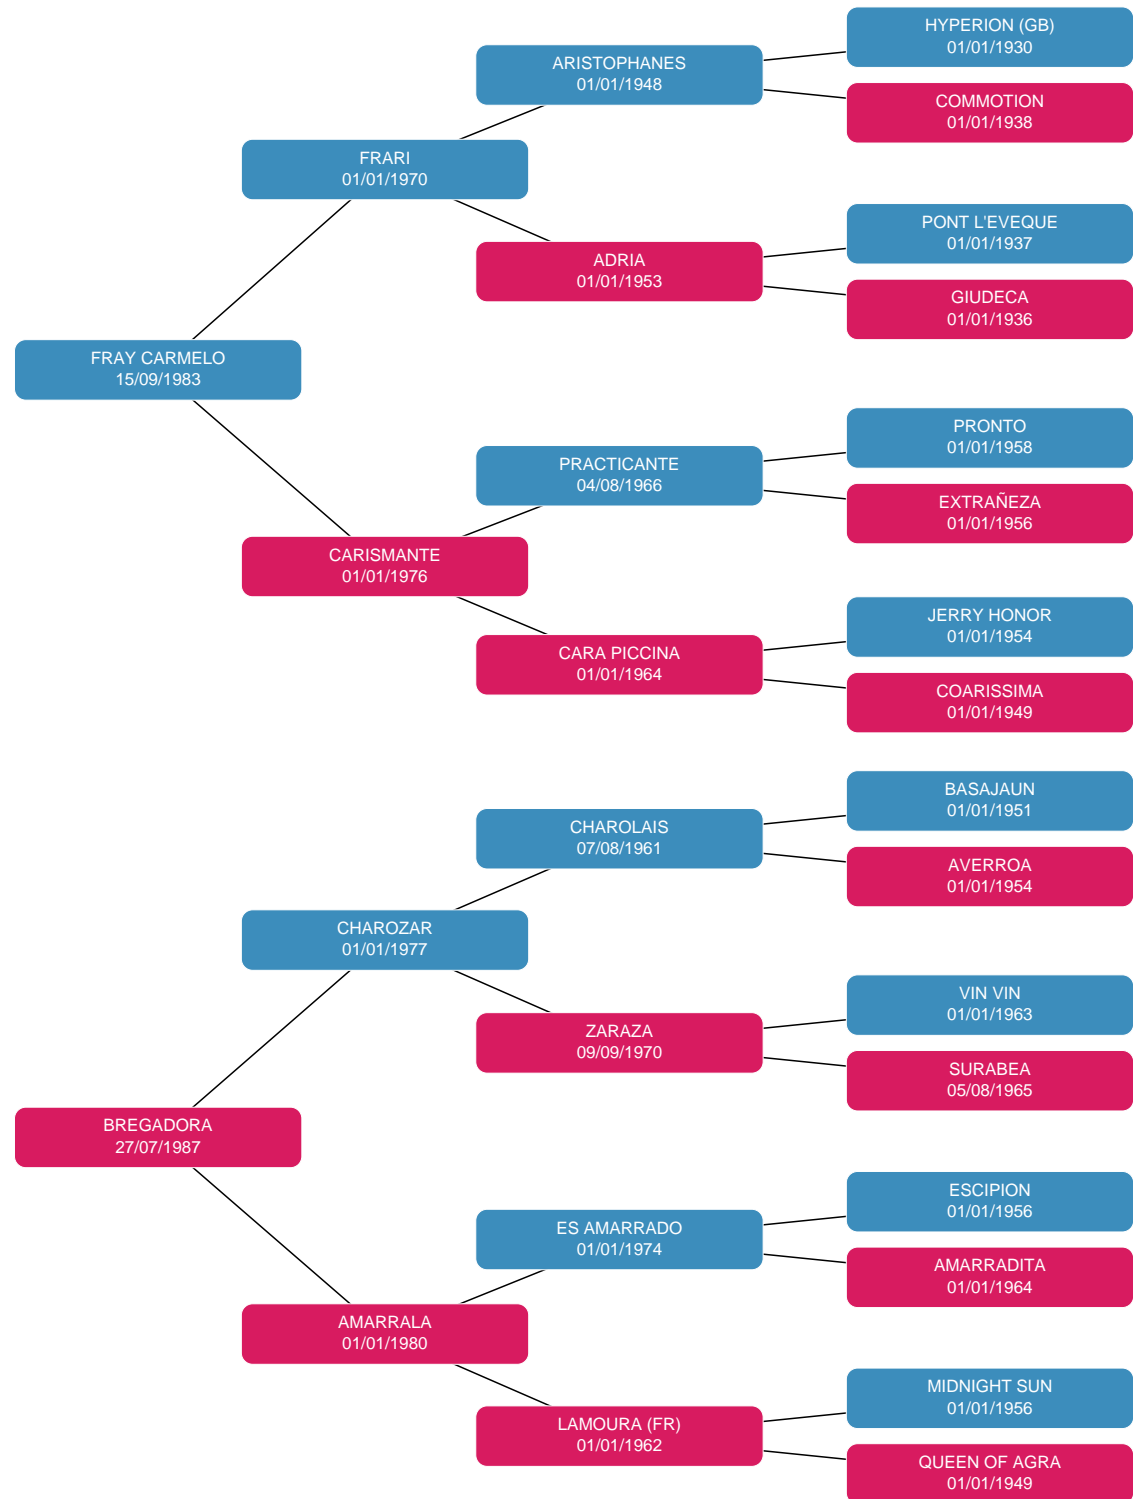 HYPERION (GB)
01/01/1930
ARISTOPHANES
01/01/1948
COMMOTION
01/01/1938
FRARI
01/01/1970
PONT L'EVEQUE
01/01/1937
ADRIA
01/01/1953
GIUDECA
01/01/1936
FRAY CARMELO
15/09/1983
PRONTO
01/01/1958
PRACTICANTE
04/08/1966
EXTRAÑEZA
01/01/1956
CARISMANTE
01/01/1976
JERRY HONOR
01/01/1954
CARA PICCINA
01/01/1964
COARISSIMA
01/01/1949
BASAJAUN
01/01/1951
CHAROLAIS
07/08/1961
AVERROA
01/01/1954
CHAROZAR
01/01/1977
VIN VIN
01/01/1963
ZARAZA
09/09/1970
SURABEA
05/08/1965
BREGADORA
27/07/1987
ESCIPION
01/01/1956
ES AMARRADO
01/01/1974
AMARRADITA
01/01/1964
AMARRALA
01/01/1980
MIDNIGHT SUN
01/01/1956
LAMOURA (FR)
01/01/1962
QUEEN OF AGRA
01/01/1949